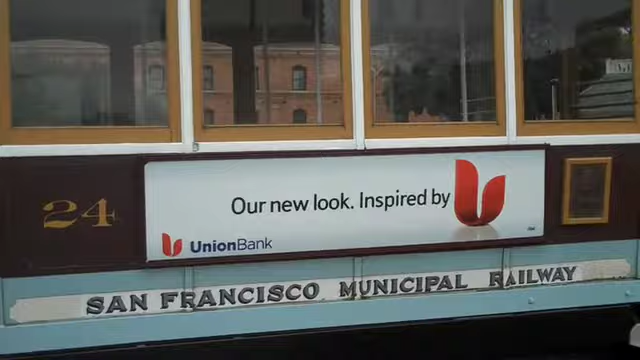 24
Our new look. Inspired by U
UnionBank
SAN FRANCISCO MUNICIPAL RAILWAY